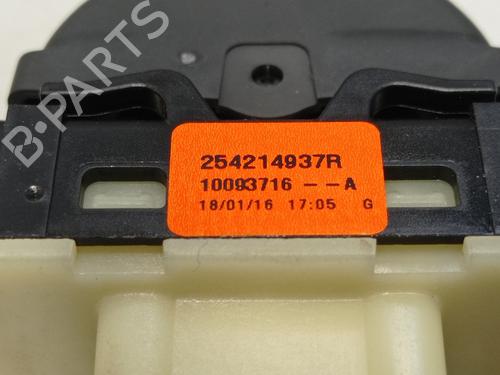 B-PARTS
254214937R
10093716 -- A
18/01/16 17:05 G